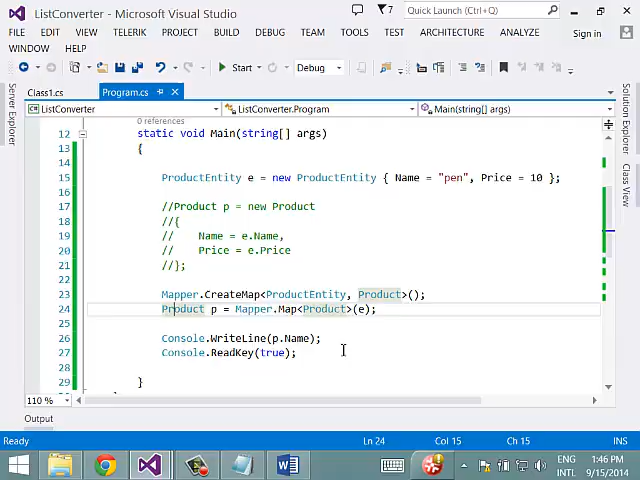 ListConverter - Microsoft Visual Studio
7
Quick Launch (Ctrl+Q)
FILE EDIT VIEW TELERIK PROJECT BUILD DEBUG TEAM TOOLS TEST ARCHITECTURE ANALYZE Sign in
WINDOW HELP
Start Debug
Class1.cs Program.cs
ListConverter ListConverter.Program Main(string[] args)
Server Explorer
Solution Explorer
Class View
0 references
12 static void Main(string[] args)
13 {
14
15 ProductEntity e = new ProductEntity { Name = "pen", Price = 10 };
16
17 //Product p = new Product
18 //{
19 // Name = e.Name,
20 // Price = e.Price
21 //};
22
23 Mapper.CreateMap<ProductEntity, Product>();
24 Product p = Mapper.Map<Product>(e);
25
26 Console.WriteLine(p.Name);
27 Console.ReadKey(true);
28
29 }
110 %
Output
Ready Ln 24 Col 15 Ch 15 INS
ENG 1:46 PM
INTL 9/15/2014